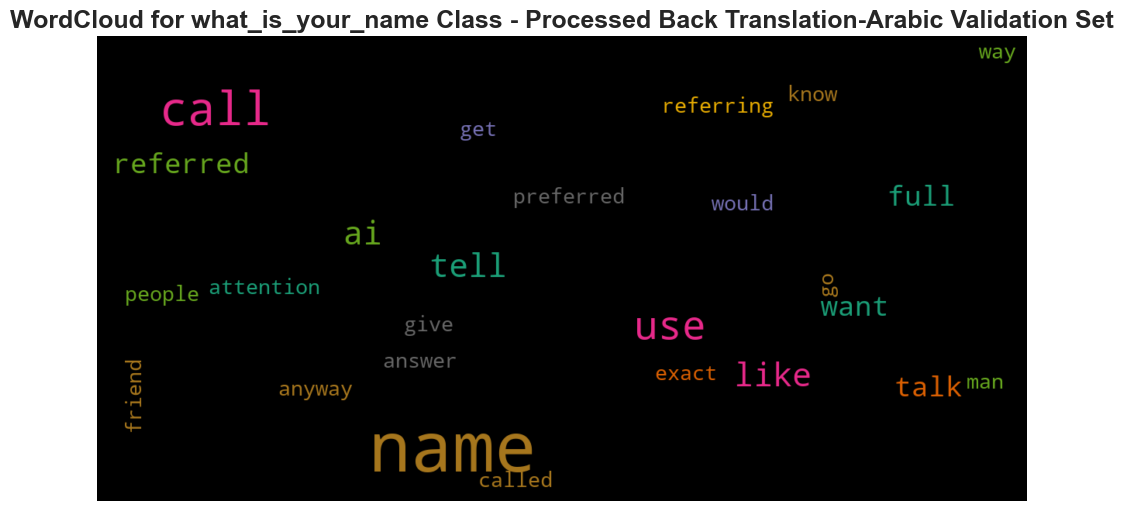 WordCloud for what_is_your_name Class - Processed Back Translation-Arabic Validation Set
way
know
referring
call
get
referred
preferred
would
full
ai
tell
people
attention
go
want
give
use
answer
exact
like
talk
man
friend
anyway
name
called